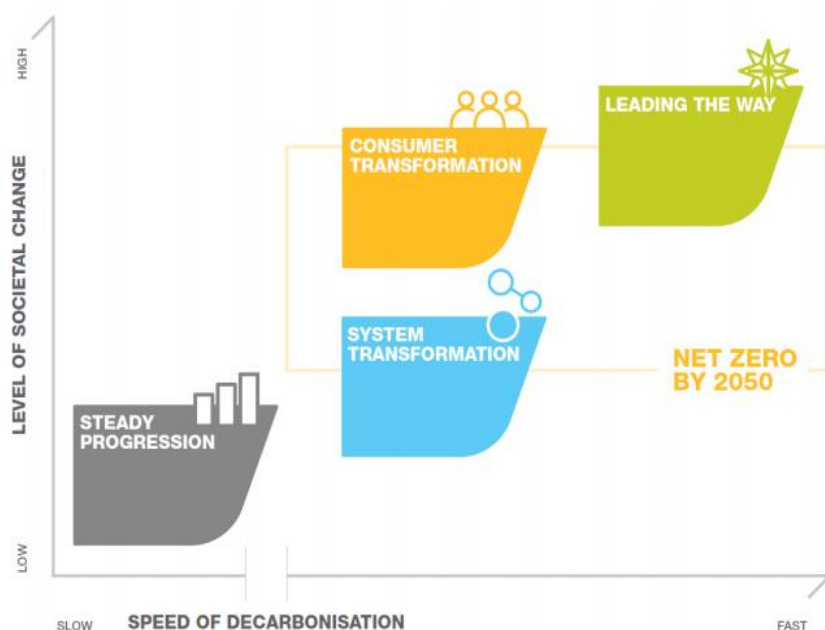 HIGH
LEVEL OF SOCIETAL CHANGE
LOW
LEADING THE WAY
CONSUMER
TRANSFORMATION
SYSTEM
TRANSFORMATION
NET ZERO
BY 2050
STEADY
PROGRESSION
SLOW
SPEED OF DECARBONISATION
FAST